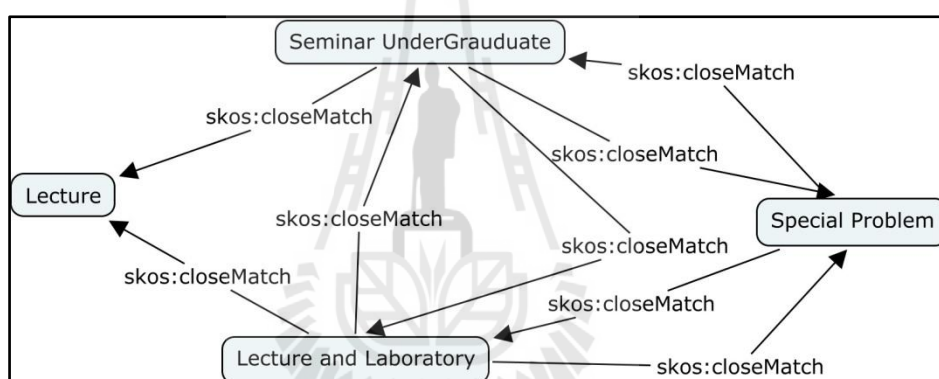 Seminar UnderGrauduate
skos:closeMatch
skos:closeMatch
skos:closeMatch
Lecture
skos:closeMatch
Special Problem
skos:closeMatch
skos:closeMatch
skos:closeMatch
Lecture and Laboratory
skos:closeMatch